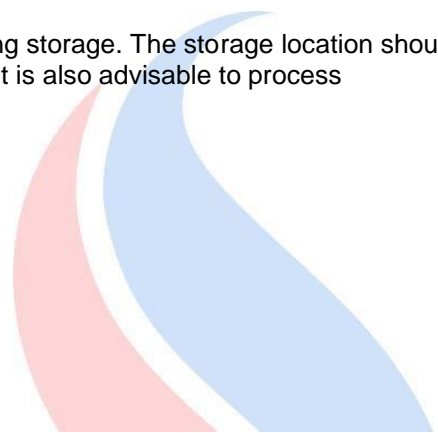 ng storage. The storage location shou
t is also advisable to process